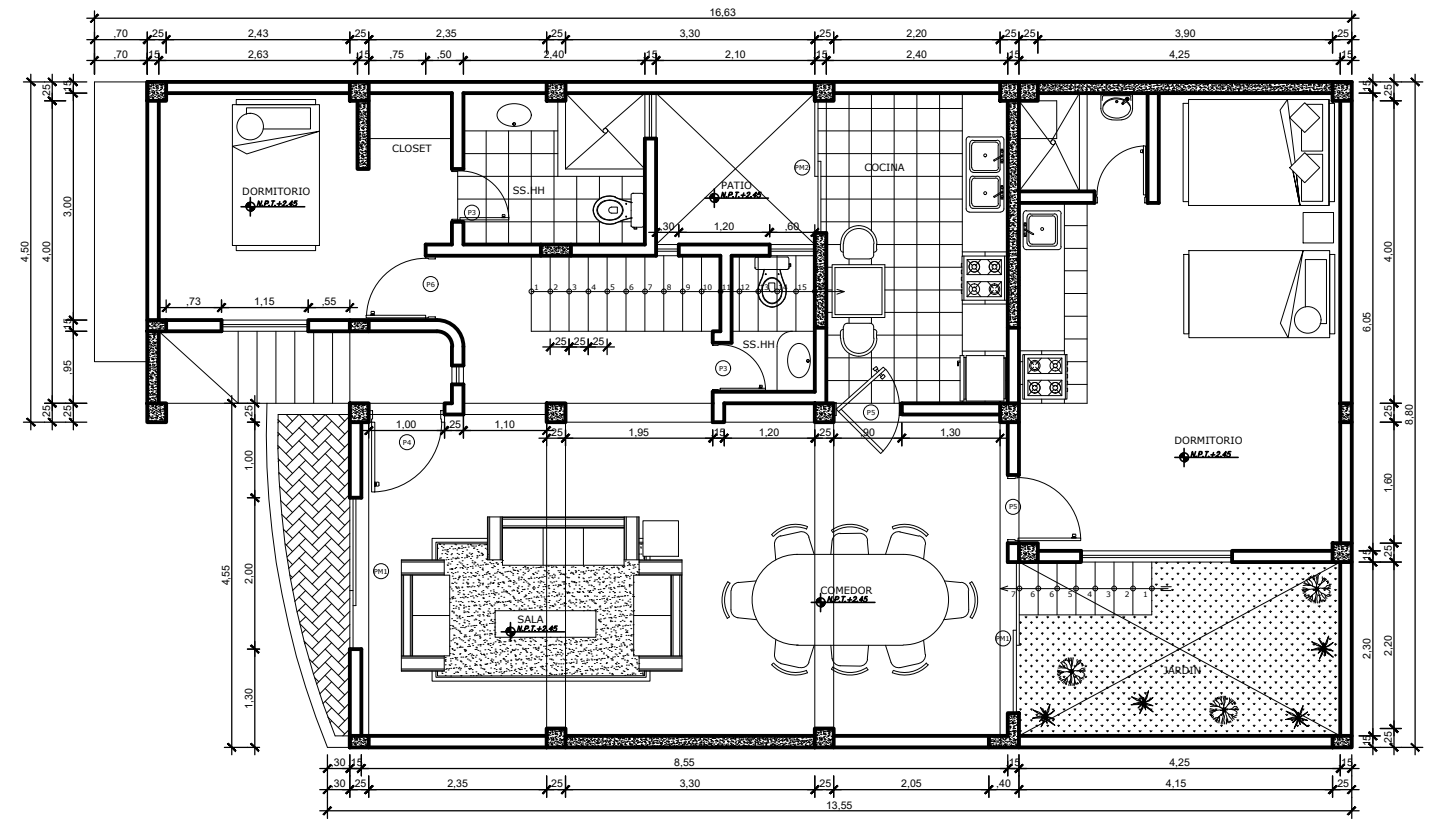 16,63
,70 ,25 2,43 ,25 2,35 ,25 3,30 ,25 2,20 ,25 ,25 3,90 ,25
,70 ,15 2,63 ,15 ,75 ,50 2,40 ,15 2,10 ,15 2,40 ,15 4,25 ,15
4,50
4,00
,25
,25
,15
3,00
,15
,95
DORMITORIO
N.P.T.+2.45
CLOSET
SS.HH
P3
PATIO
N.P.T.+2.45
,30 1,20 ,60
PM2
COCINA
,73 1,15 ,55
P6
1 2 3 4 5 6 7 8 9 10 11 12 13 14 15
,25 ,25 ,25
P3
SS.HH
P5
DORMITORIO
N.P.T.+2.45
P5
,15
6,05
2,30
,15
,25
4,00
,25
1,60
,25
2,20
,25
8,80
P4
1,00 ,25 1,10
,25 1,95 ,15 1,20 ,25 ,90 1,30
4,55
,25
1,00
2,00
1,30
PM1
SALA
N.P.T.+2.45
COMEDOR
N.P.T.+2.45
7 6 6 5 4 3 2 1
PM1
JARDIN
,30 ,15 8,55 ,15 4,25 ,15
,30 ,25 2,35 ,25 3,30 ,25 2,05 ,40 4,15 ,25
13,55